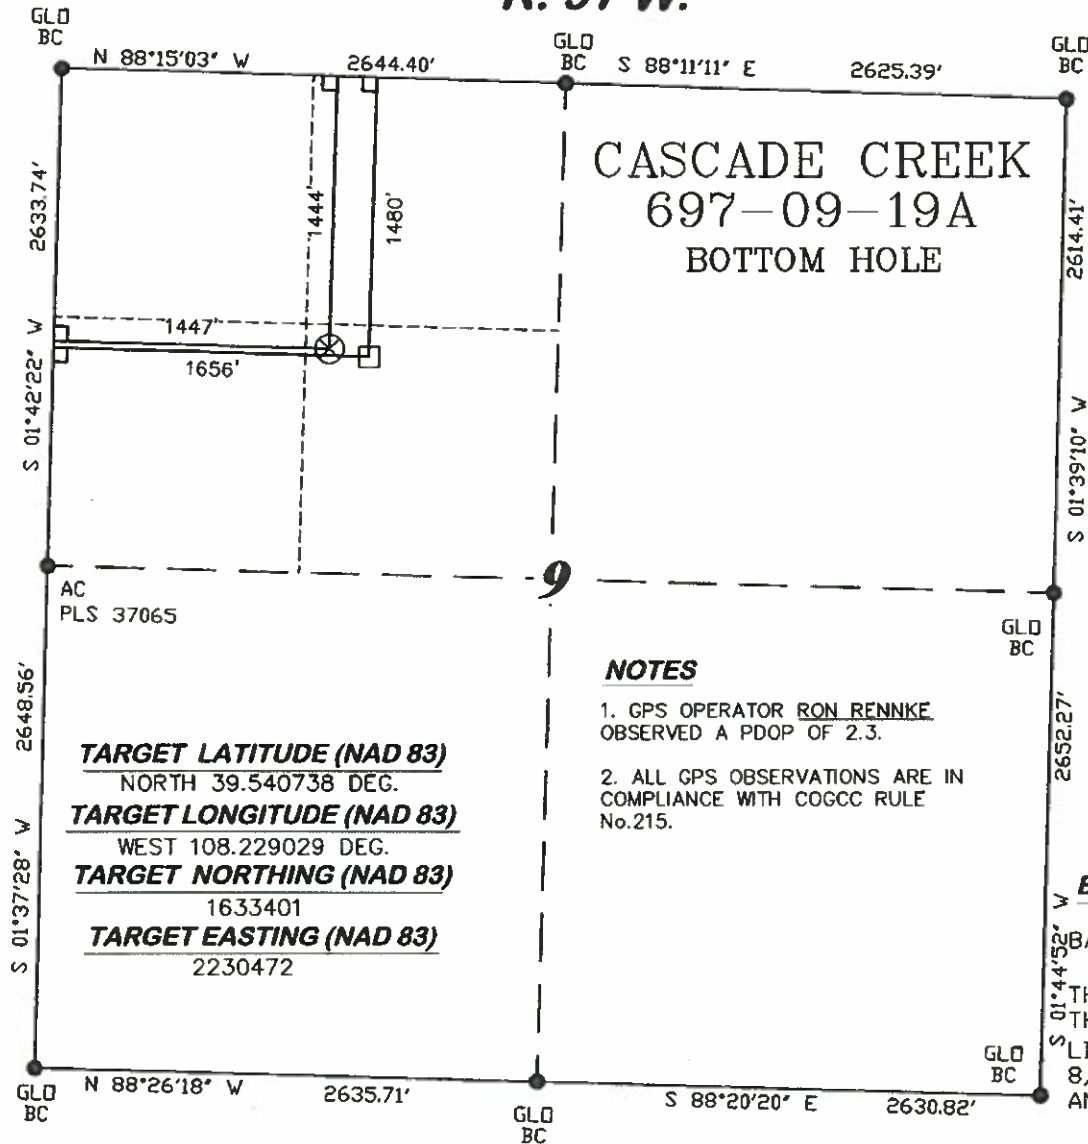 GLO
BC
N 88°15'03" W
2644.40'
GLO
BC
S 88°11'11" E
2625.39'
GLO
BC
2633.74'
S 01°42'22" W
1444'
1480'
1447'
1656'
CASCADE CREEK
697-09-19A
BOTTOM HOLE
2614.41'
S 01°39'10" W
AC
PLS 37065
9
GLO
BC
2648.56'
S 01°37'28" W
TARGET LATITUDE (NAD 83)
NORTH 39.540738 DEG.
TARGET LONGITUDE (NAD 83)
WEST 108.229029 DEG.
TARGET NORTHING (NAD 83)
1633401
TARGET EASTING (NAD 83)
2230472
NOTES
1. GPS OPERATOR RON RENNKE
OBSERVED A PDOP OF 2.3.
2. ALL GPS OBSERVATIONS ARE IN
COMPLIANCE WITH COGCC RULE
No.215.
2652.27'
S 01°44'52" W
GLO
BC
N 88°26'18" W
2635.71'
GLO
BC
S 88°20'20" E
2630.82'
GLO
BC